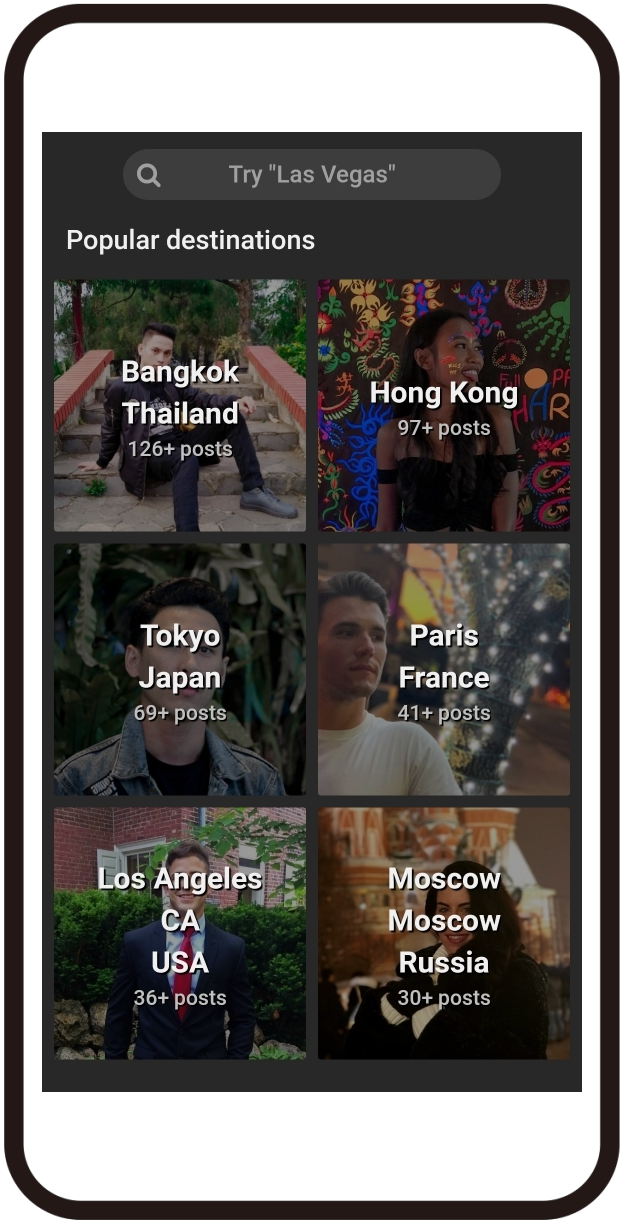 Try "Las Vegas"
Popular destinations
Bangkok
Thailand
126+ posts
Hong Kong
97+ posts
Tokyo
Japan
69+ posts
Paris
France
41+ posts
Los Angeles
CA
USA
36+ posts
Moscow
Moscow
Russia
30+ posts